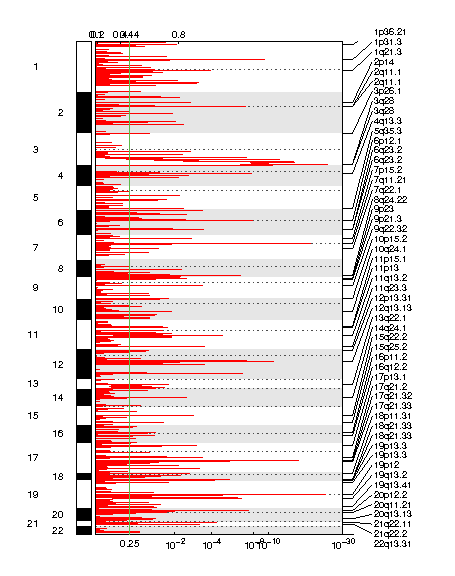 0.8
1p36.21
1p31.3
1q21.3
2p14
2q11.1
2q11.1
3p26.1
3q28
3q28
4q13.3
5q35.3
6p12.1
6q23.2
6q23.2
7p15.2
7q11.21
7q22.1
8q24.22
9p23
9p21.3
9q22.32
10p15.2
10q24.1
11p15.1
11p13
11q13.2
11q23.3
12p13.31
12q13.13
13q22.1
14q24.1
15q22.2
15q25.2
16p11.2
16q12.2
17p13.1
17q21.2
17q21.32
17q21.33
18p11.31
18q21.33
18q21.33
19p13.3
19p13.3
19p12
19q13.2
19q13.41
20p12.2
20q11.21
20q13.13
21q22.11
21q22.2
22q13.31
1
2
3
4
5
6
7
8
9
10
11
12
13
14
15
16
17
18
19
20
21
22
0.25
10⁻²
10⁻⁴
10⁻¹⁰
10⁻³⁰